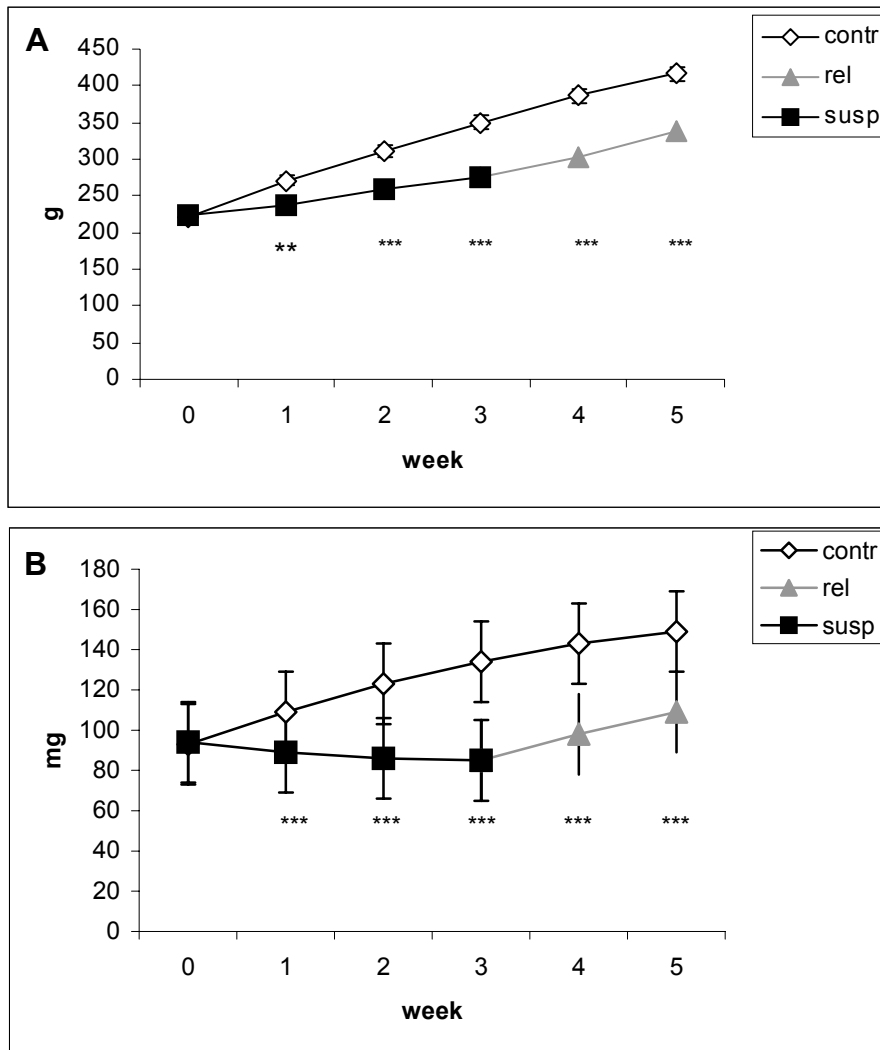 A
450
400
350
300
250
200
150
100
50
0
g
** *** *** *** ***
0 1 2 3 4 5
week
contr
rel
susp
B
180
160
140
120
100
80
60
40
20
0
mg
*** *** *** *** ***
0 1 2 3 4 5
week
contr
rel
susp